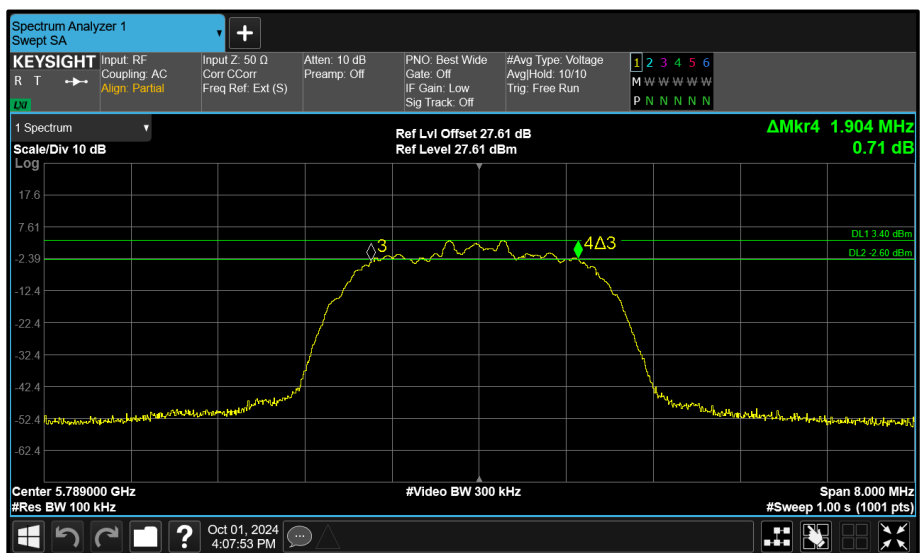 Spectrum Analyzer 1
Swept SA
+
KEYSIGHT
R T
LXI
Input: RF
Coupling: AC
Align: Partial
Input Z: 50 Ω
Corr CCorr
Freq Ref: Ext (S)
Atten: 10 dB
Preamp: Off
PNO: Best Wide
Gate: Off
IF Gain: Low
Sig Track: Off
#Avg Type: Voltage
Avg|Hold: 10/10
Trig: Free Run
1 2 3 4 5 6
M W W W W W
P N N N N N
1 Spectrum
Scale/Div 10 dB
Log
Ref Lvl Offset 27.61 dB
Ref Level 27.61 dBm
ΔMkr4 1.904 MHz
0.71 dB
17.6
7.61
-2.39
-12.4
-22.4
-32.4
-42.4
-52.4
-62.4
3
4Δ3
DL1 3.40 dBm
DL2 -2.60 dBm
Center 5.789000 GHz
#Res BW 100 kHz
#Video BW 300 kHz
Span 8.000 MHz
#Sweep 1.00 s (1001 pts)
?
Oct 01, 2024
4:07:53 PM